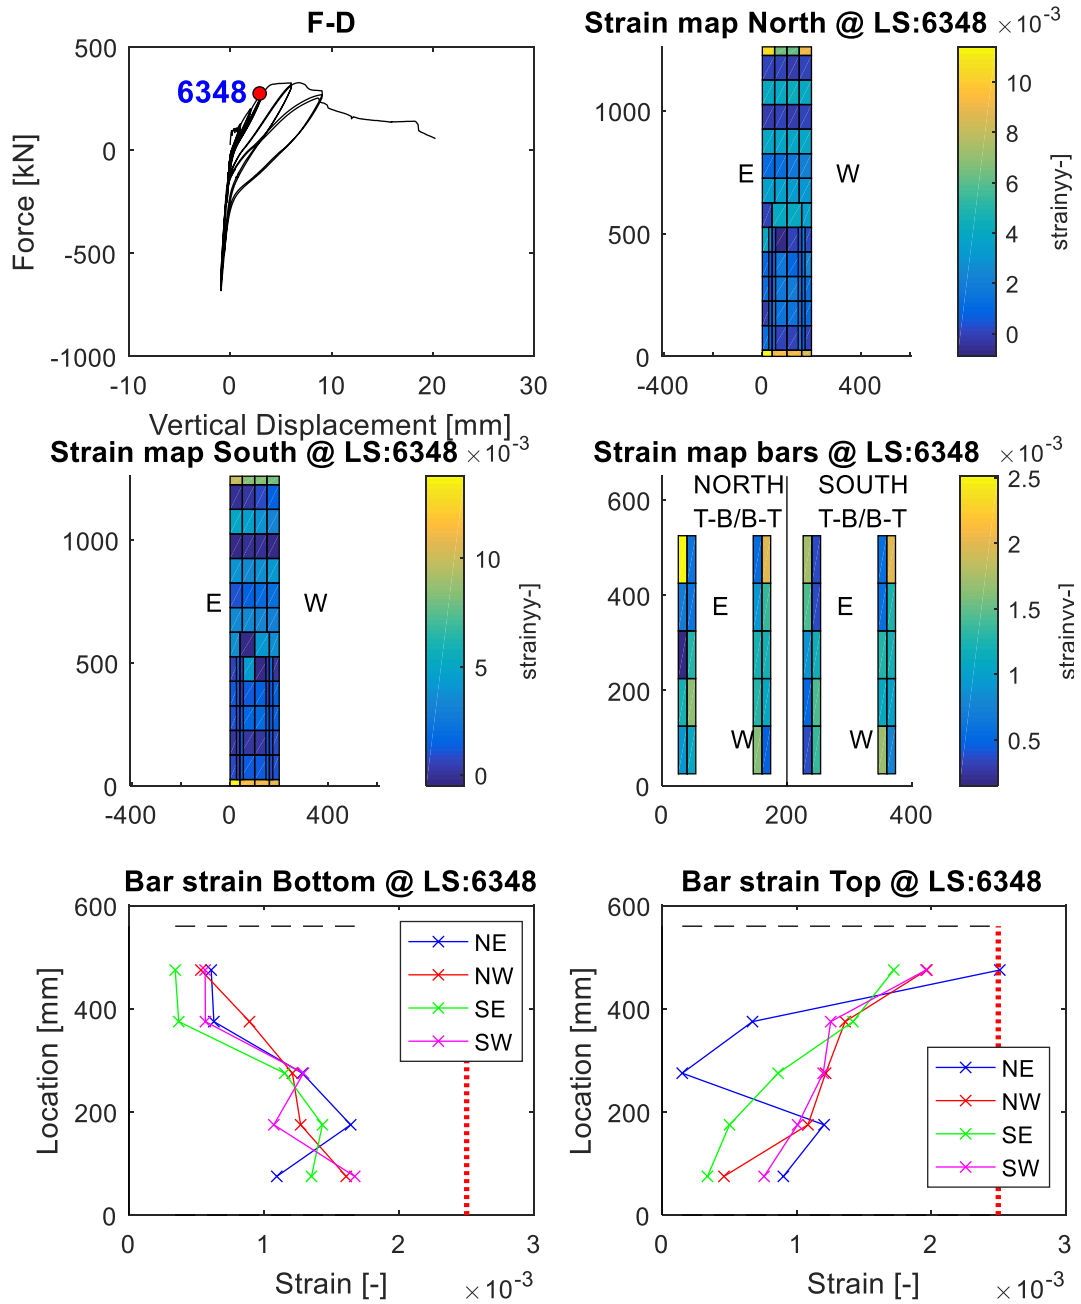 F-D
500
0
-500
-1000
-10
0
10
20
30
Force [kN]
Vertical Displacement [mm]
6348
Strain map North @ LS:6348
×10⁻³
1000
500
0
-400
0
400
E
W
10
8
6
4
2
0
strainyy-]
Strain map South @ LS:6348
×10⁻³
1000
500
0
-400
0
400
E
W
10
5
0
strainyy-]
Strain map bars @ LS:6348
×10⁻³
600
400
200
0
0
200
400
NORTH
SOUTH
T-B/B-T
T-B/B-T
E
E
W
W
2.5
2
1.5
1
0.5
strainyy-]
Bar strain Bottom @ LS:6348
600
400
200
0
0
1
2
3
Location [mm]
Strain [-]
×10⁻³
NE
NW
SE
SW
Bar strain Top @ LS:6348
600
400
200
0
0
1
2
3
Location [mm]
Strain [-]
×10⁻³
NE
NW
SE
SW